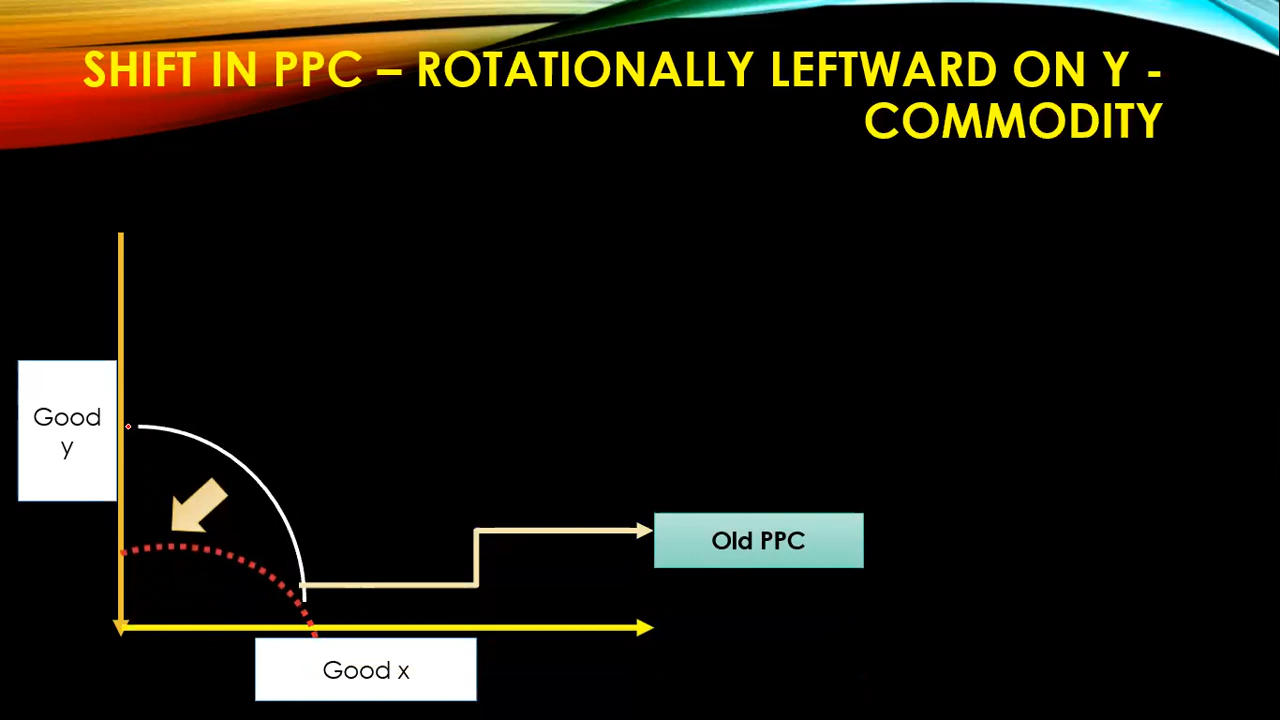 SHIFT IN PPC – ROTATIONALLY LEFTWARD ON Y -
COMMODITY
Good
y
Old PPC
Good x